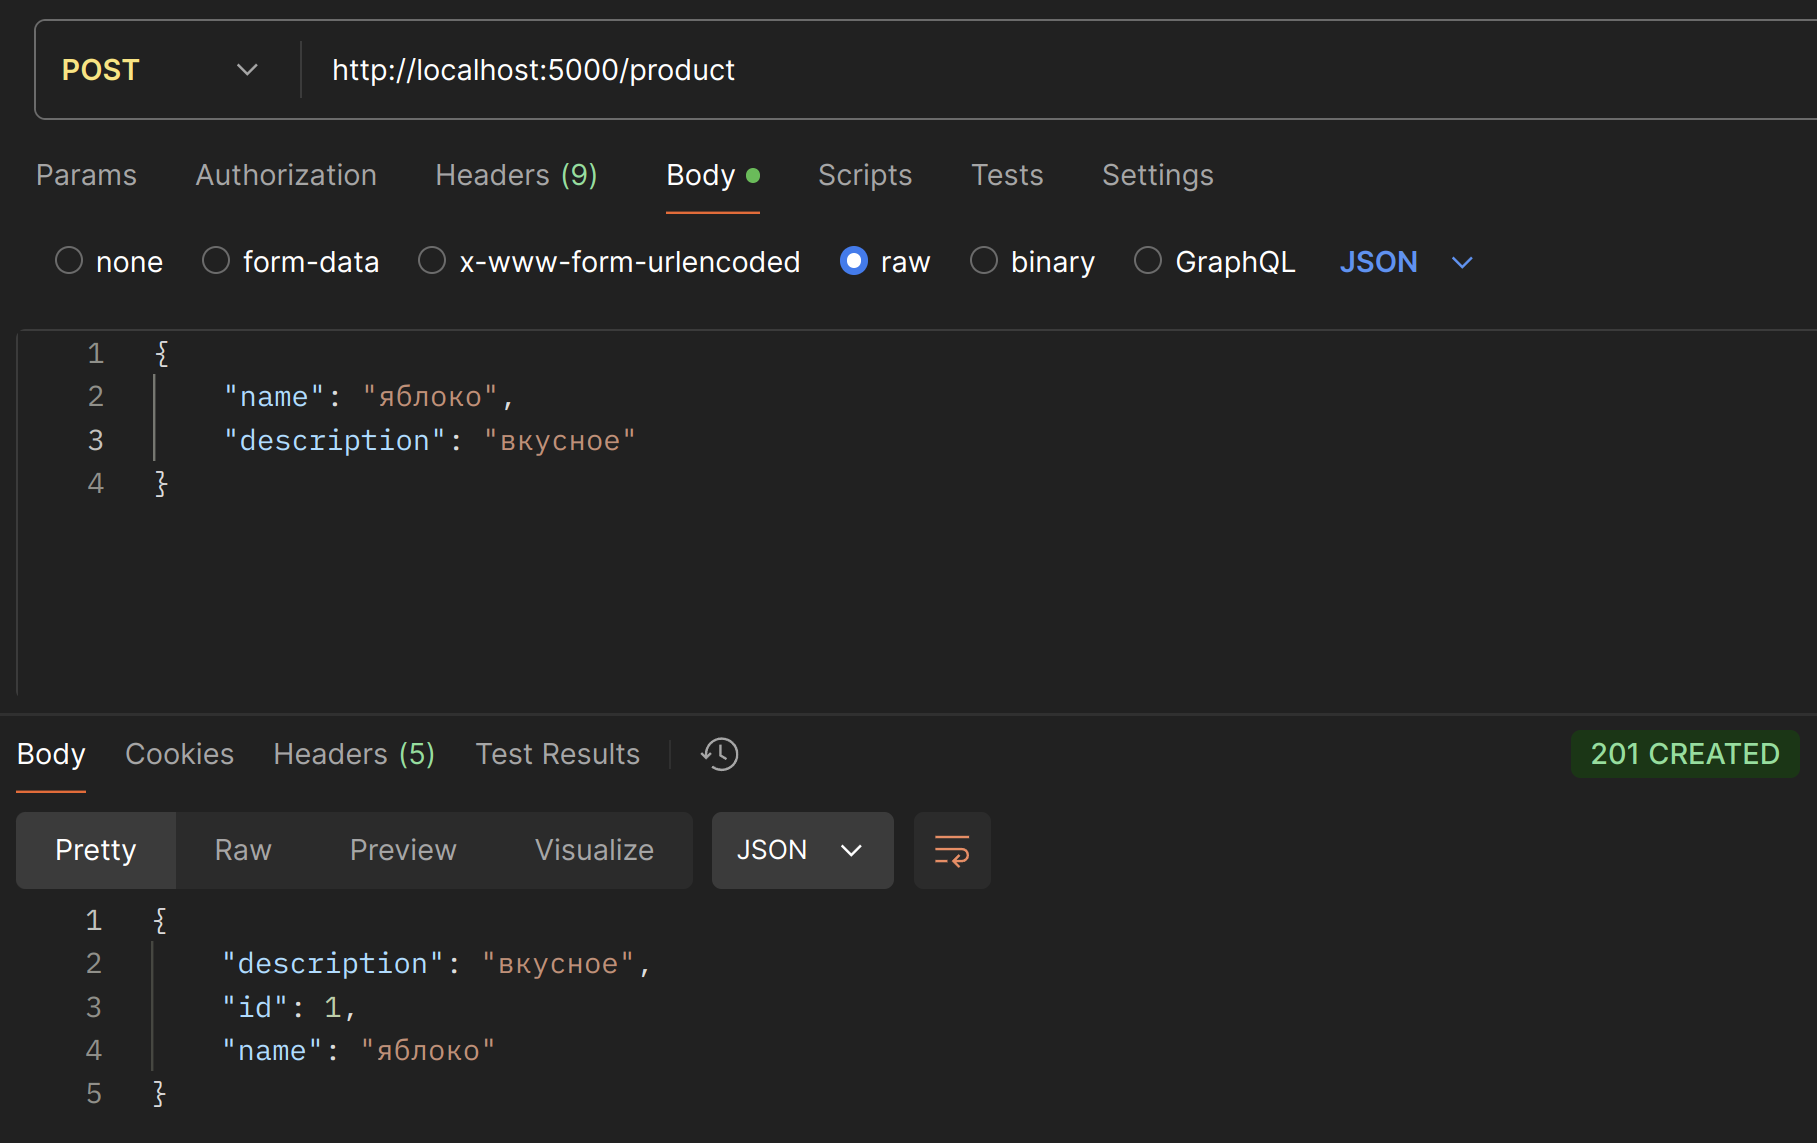 POST http://localhost:5000/product
Params Authorization Headers (9) Body Scripts Tests Settings
none form-data x-www-form-urlencoded raw binary GraphQL JSON
1 {
2 "name": "яблоко",
3 "description": "вкусное"
4 }
Body Cookies Headers (5) Test Results 201 CREATED
Pretty Raw Preview Visualize JSON
1 {
2 "description": "вкусное",
3 "id": 1,
4 "name": "яблоко"
5 }